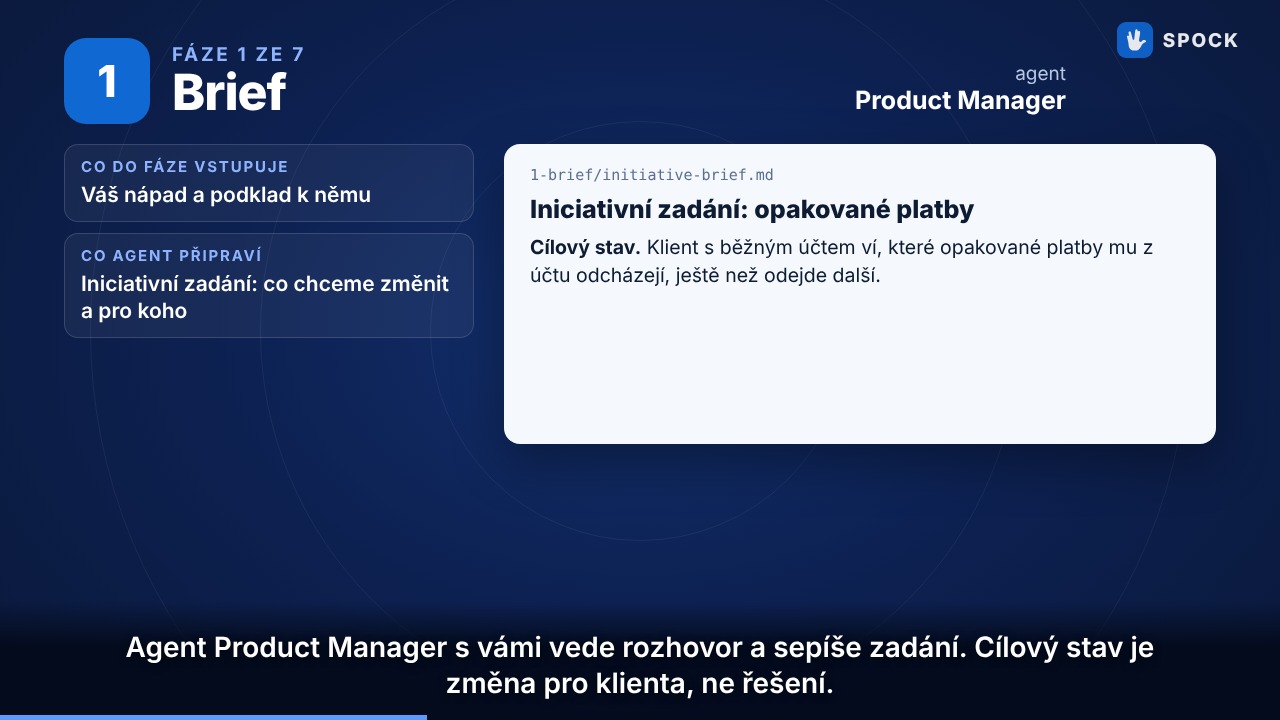 1
FÁZE 1 ZE 7
Brief
SPOCK
agent
Product Manager
CO DO FÁZE VSTUPUJE
Váš nápad a podklad k němu
CO AGENT PŘIPRAVÍ
Iniciativní zadání: co chceme změnit
a pro koho
1-brief/initiative-brief.md
Iniciativní zadání: opakované platby
Cílový stav. Klient s běžným účtem ví, které opakované platby mu z
účtu odcházejí, ještě než odejde další.
Agent Product Manager s vámi vede rozhovor a sepíše zadání. Cílový stav je
změna pro klienta, ne řešení.